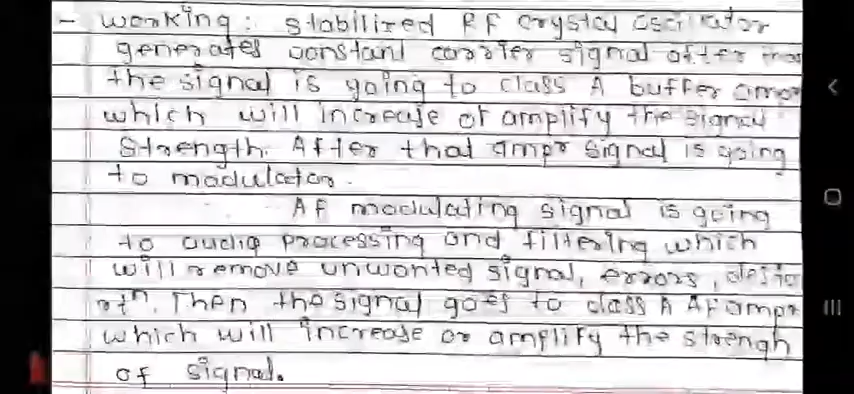 - working : stabilized RF crystal oscillator
generates constant carrier signal after that
the signal is going to class A buffer
which will increase or amplify the signal
strength. After that ampr signal is going
to modulator.
AF modulating signal is going
to audio processing and filtering which
will remove unwanted signal, errors,
Then the signal goes to class A AF ampr
which will increase or amplify the strengh
of signal.